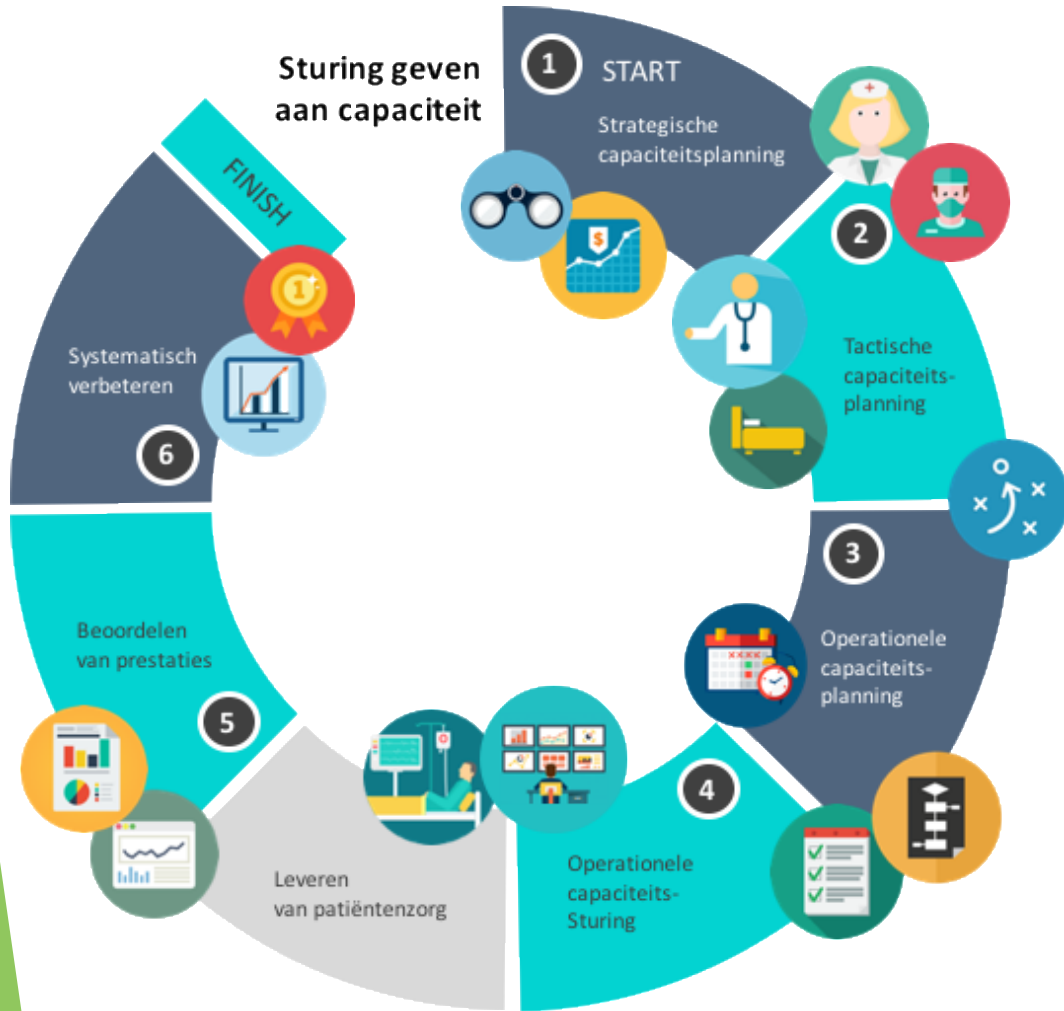 Sturing geven
aan capaciteit
1
START
Strategische
capaciteitsplanning
$
2
Tactische
capaciteits-
planning
3
Operationele
capaciteits-
planning
4
Operationele
capaciteits-
Sturing
Leveren
van patiëntenzorg
5
Beoordelen
van prestaties
6
Systematisch
verbeteren
1
FINISH